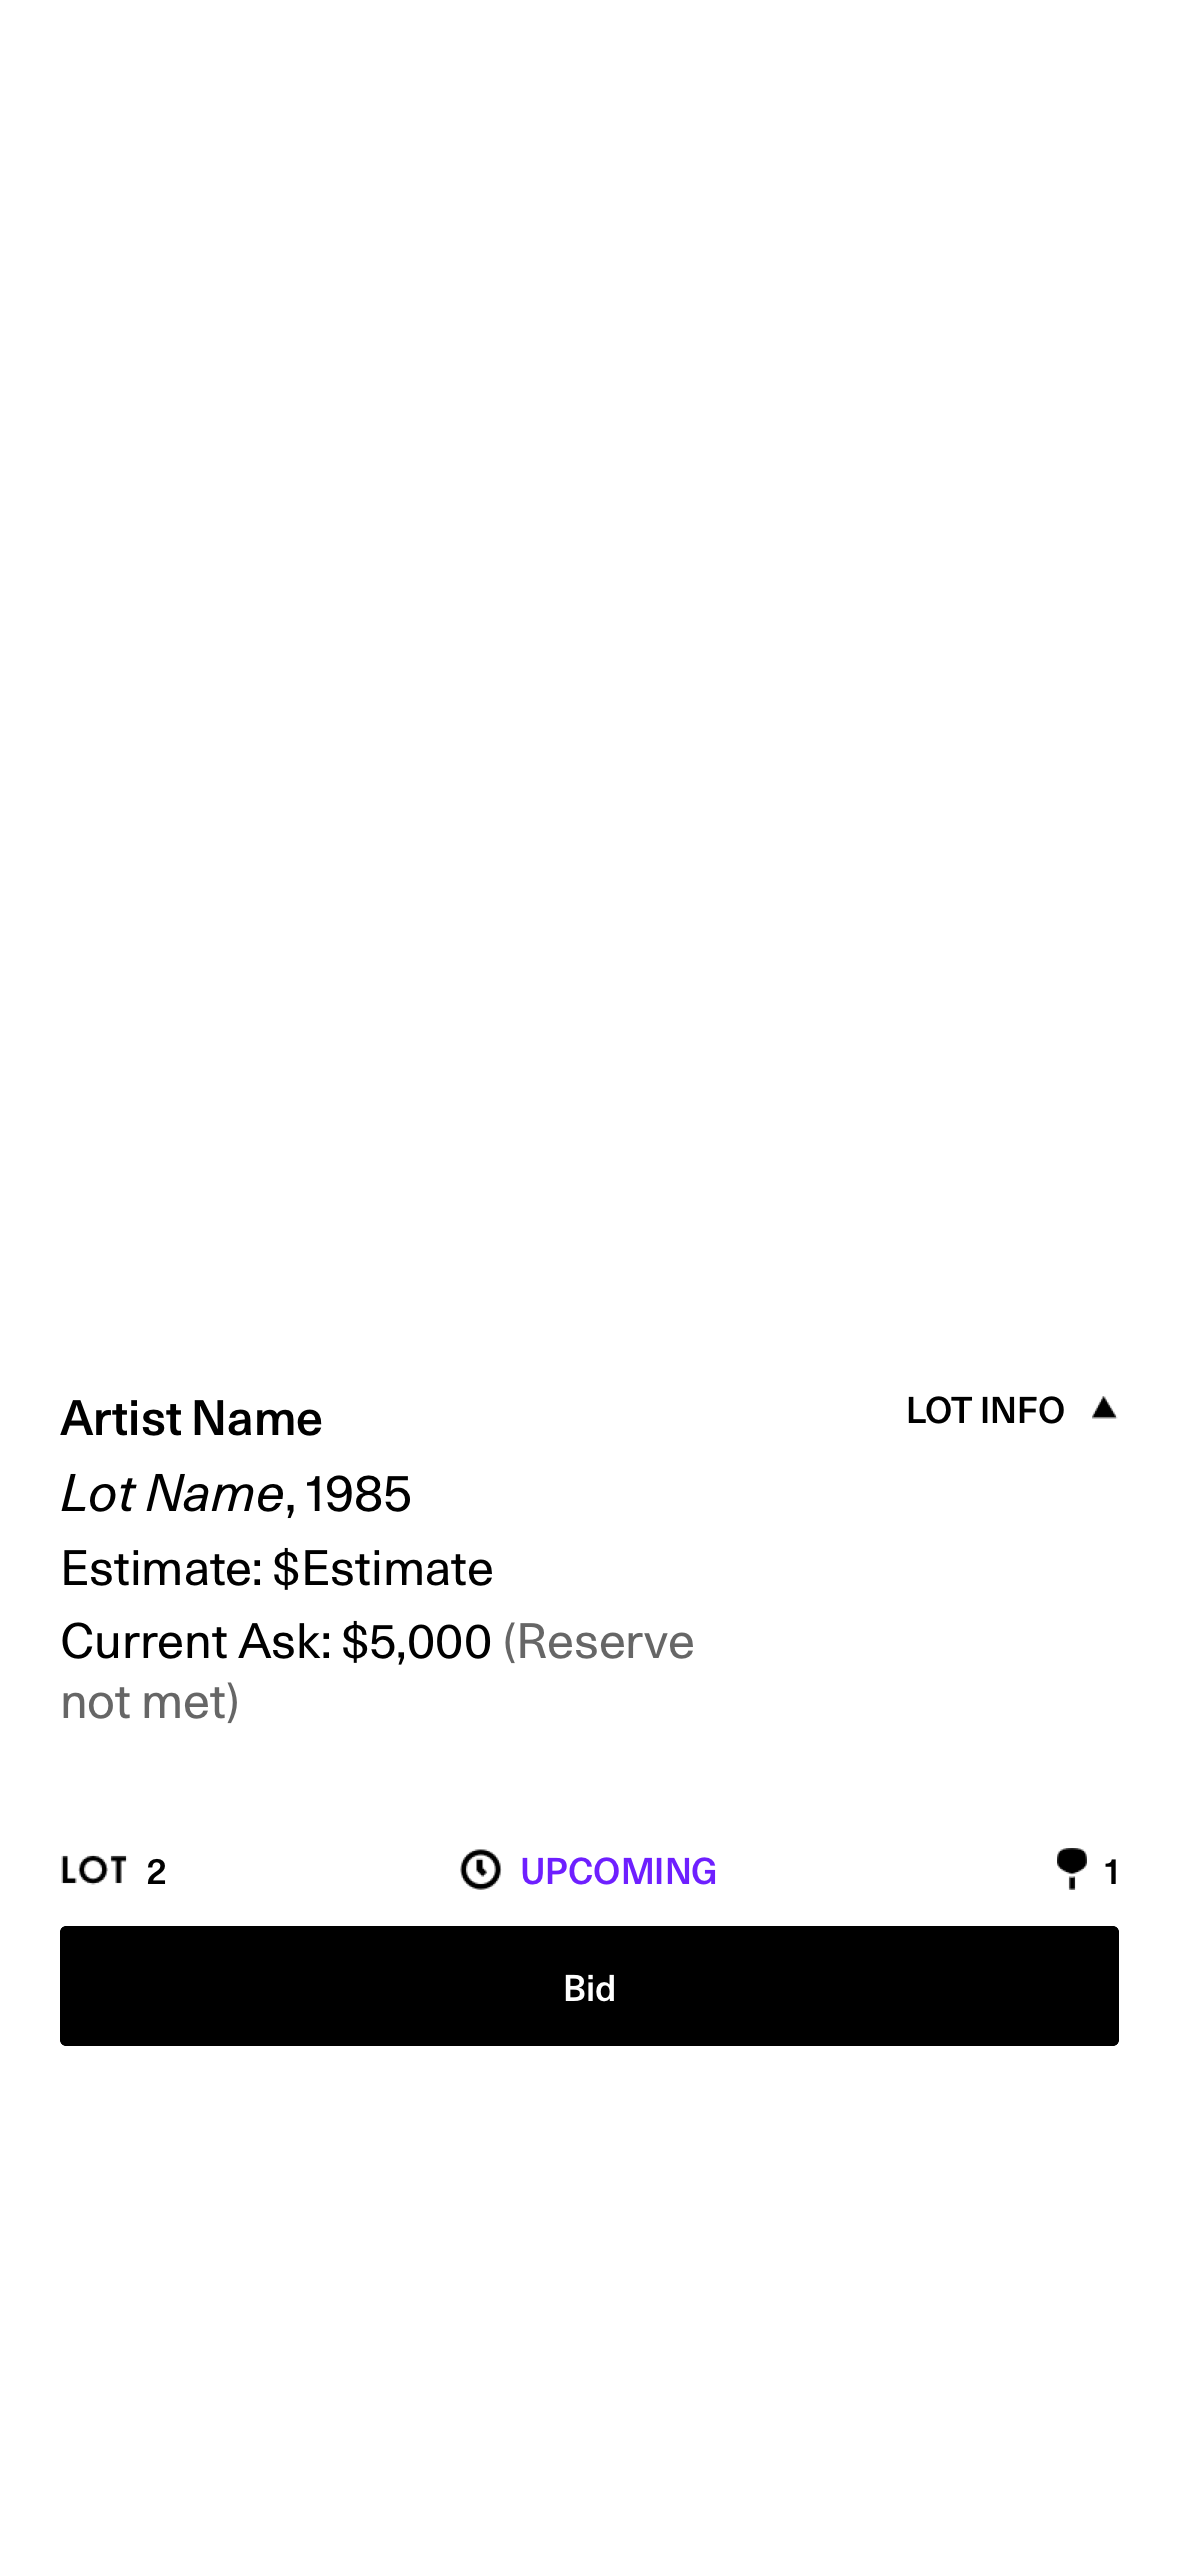 Artist Name
LOT INFO
Lot Name, 1985
Estimate: $Estimate
Current Ask: $5,000 (Reserve
not met)
LOT 2
UPCOMING
1
Bid